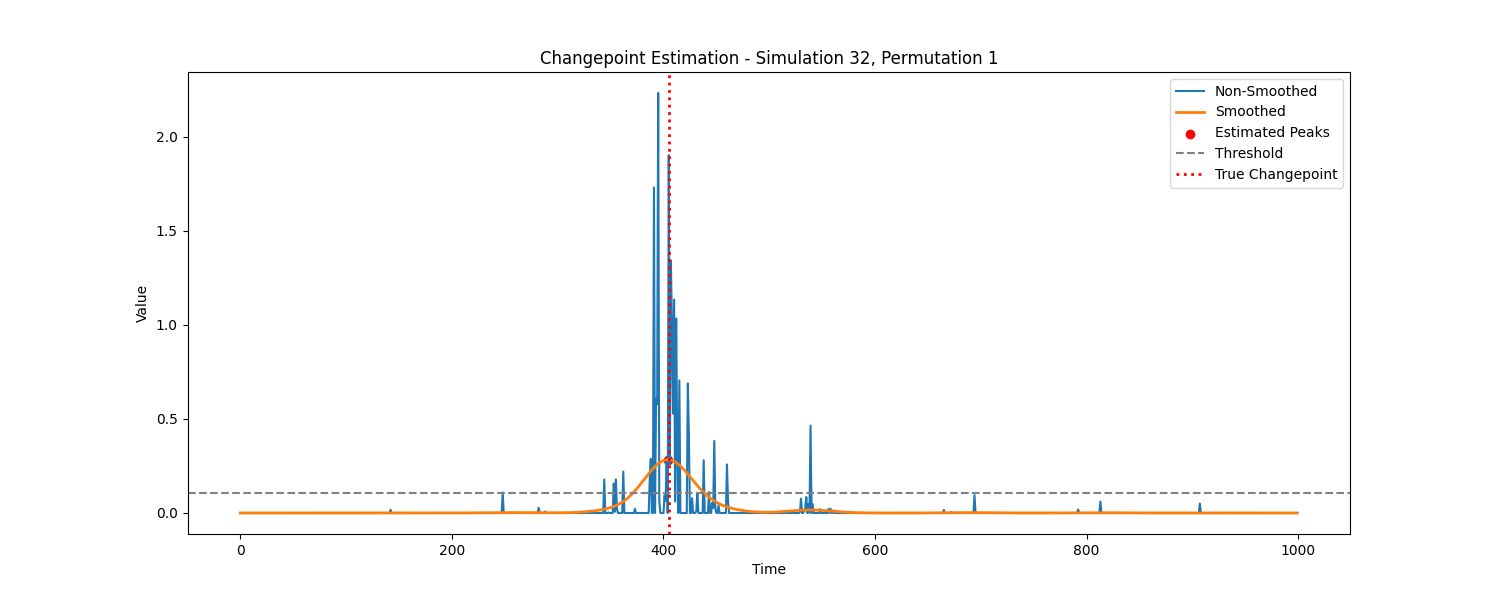 Changepoint Estimation - Simulation 32, Permutation 1
Non-Smoothed
Smoothed
Estimated Peaks
Threshold
True Changepoint
Value
2.0
1.5
1.0
0.5
0.0
0 200 400 600 800 1000
Time